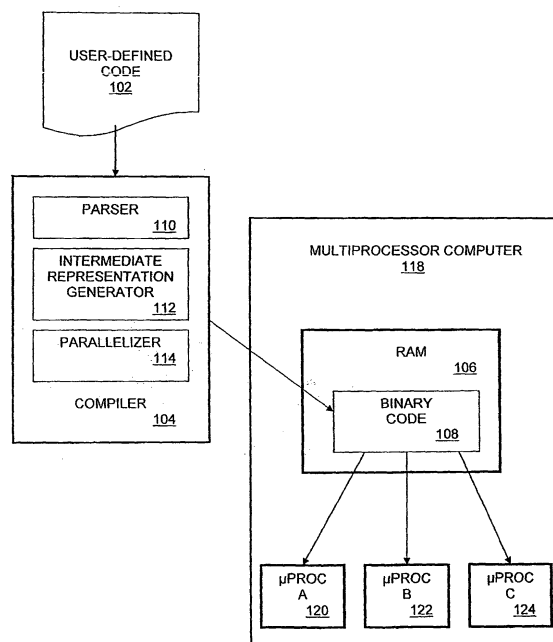 USER-DEFINED
CODE
102
PARSER
110
INTERMEDIATE
REPRESENTATION
GENERATOR
112
PARALLELIZER
114
COMPILER
104
MULTIPROCESSOR COMPUTER
118
RAM
106
BINARY
CODE
108
µPROC
A
120
µPROC
B
122
µPROC
C
124